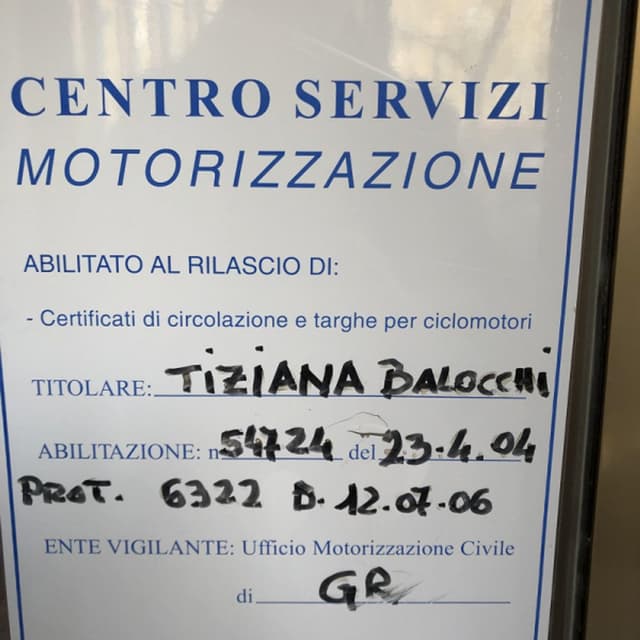 CENTRO SERVIZI
MOTORIZZAZIONE
ABILITATO AL RILASCIO DI:
- Certificati di circolazione e targhe per ciclomotori
TITOLARE: TIZIANA BALOCCHI
ABILITAZIONE: n 54724 del 23.4.04
PROT. 6322 D. 12.07.06
ENTE VIGILANTE: Ufficio Motorizzazione Civile
di GR